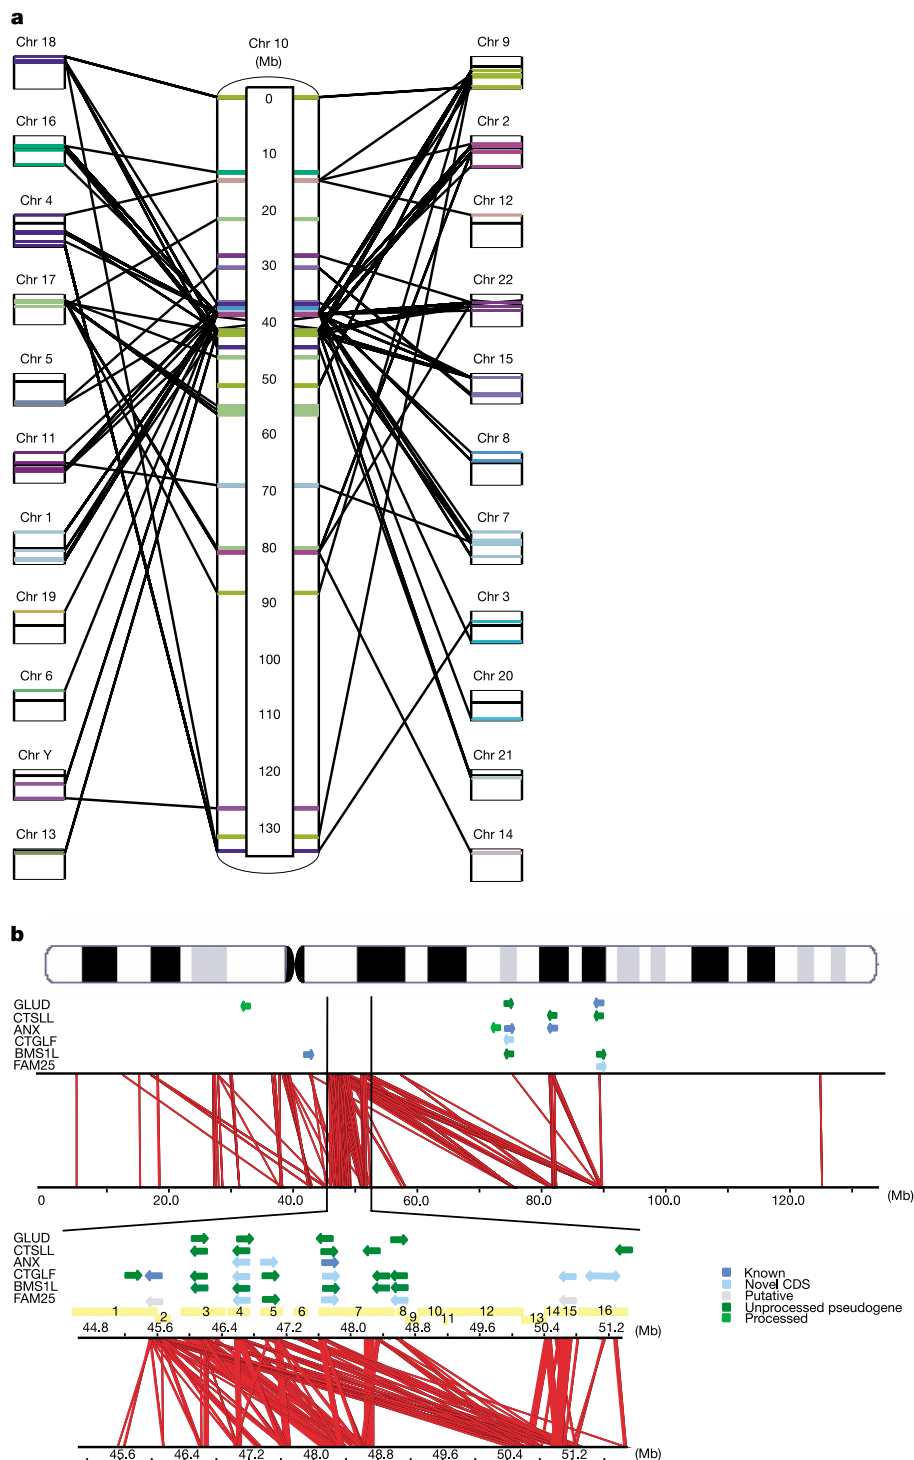 a
Chr 18
Chr 10
(Mb)
Chr 9
0
Chr 16
Chr 2
10
Chr 4
Chr 12
20
Chr 17
30
Chr 22
40
Chr 5
Chr 15
50
Chr 11
60
Chr 8
70
Chr 1
Chr 7
80
Chr 19
90
Chr 3
Chr 6
100
Chr 20
110
Chr Y
120
Chr 21
Chr 13
130
Chr 14
b
GLUD
CTSLL
ANX
CTGLF
BMS1L
FAM25
0 20.0 40.0 60.0 80.0 100.0 120.0 (Mb)
GLUD
CTSLL
ANX
CTGLF
BMS1L
FAM25
Known
Novel CDS
Putative
Unprocessed pseudogene
Processed
1 2 3 4 5 6 7 8 9 10 11 12 13 14 15 16
44.8 45.6 46.4 47.2 48.0 48.8 49.6 50.4 51.2 (Mb)
45.6 46.4 47.2 48.0 48.8 49.6 50.4 51.2 (Mb)